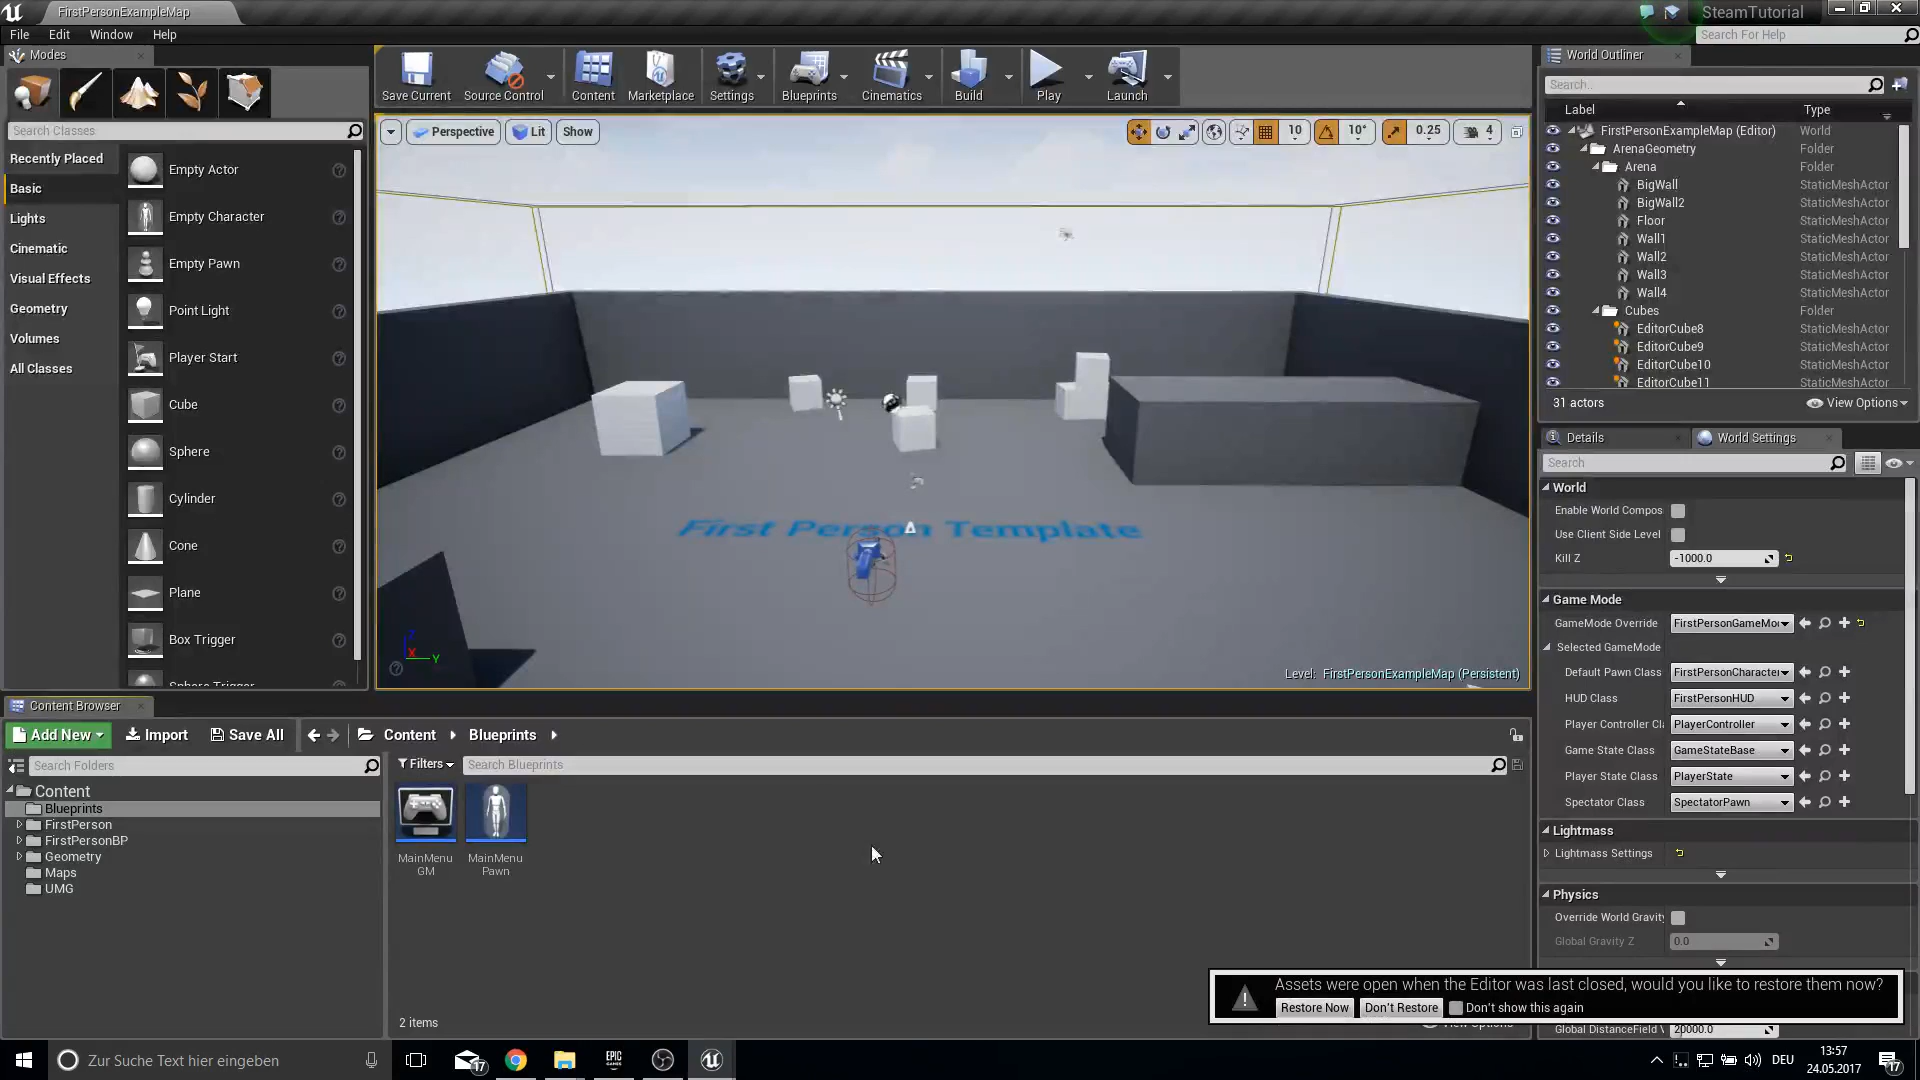 FirstPersonExampleMap
SteamTutorial
File
Edit
Window
Help
Search For Help
Modes
Search Classes
Recently Placed
Basic
Lights
Cinematic
Visual Effects
Geometry
Volumes
All Classes
Empty Actor
Empty Character
Empty Pawn
Point Light
Player Start
Cube
Sphere
Cylinder
Cone
Plane
Box Trigger
Sphere Trigger
Save Current
Source Control
Content
Marketplace
Settings
Blueprints
Cinematics
Build
Play
Launch
Perspective
Lit
Show
10
10°
0.25
4
First Person Template
Z
X
Y
Level: FirstPersonExampleMap (Persistent)
World Outliner
Search..
Label
Type
FirstPersonExampleMap (Editor)
World
ArenaGeometry
Folder
Arena
Folder
BigWall
StaticMeshActor
BigWall2
StaticMeshActor
Floor
StaticMeshActor
Wall1
StaticMeshActor
Wall2
StaticMeshActor
Wall3
StaticMeshActor
Wall4
StaticMeshActor
Cubes
Folder
EditorCube8
StaticMeshActor
EditorCube9
StaticMeshActor
EditorCube10
StaticMeshActor
EditorCube11
StaticMeshActor
31 actors
View Options
Details
World Settings
Search
World
Enable World Compos
Use Client Side Level
Kill Z
-1000.0
Game Mode
GameMode Override
FirstPersonGameMo
Selected GameMode
Default Pawn Class
FirstPersonCharacter
HUD Class
FirstPersonHUD
Player Controller Cl
PlayerController
Game State Class
GameStateBase
Player State Class
PlayerState
Spectator Class
SpectatorPawn
Lightmass
Lightmass Settings
Physics
Override World Gravity
Global Gravity Z
0.0
Global DistanceField V
20000.0
Content Browser
Add New
Import
Save All
Content
Blueprints
Search Folders
Filters
Search Blueprints
Content
Blueprints
FirstPerson
FirstPersonBP
Geometry
Maps
UMG
MainMenu
GM
MainMenu
Pawn
2 items
View Options
Assets were open when the Editor was last closed, would you like to restore them now?
Restore Now
Don't Restore
Don't show this again
Zur Suche Text hier eingeben
17
EPIC
GAMES
DEU
13:57
24.05.2017
17